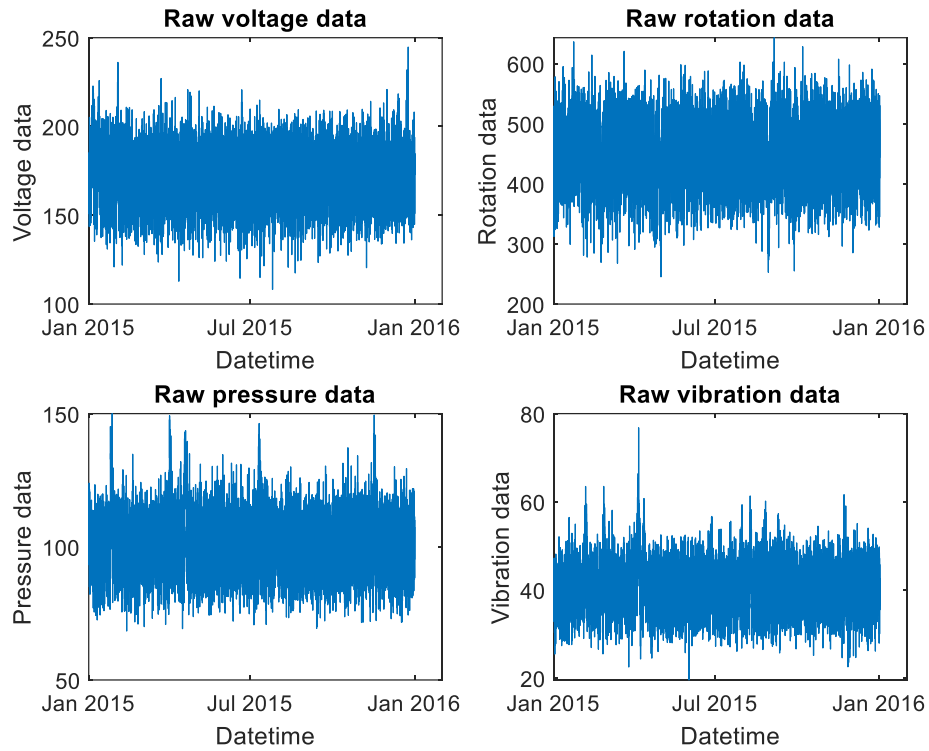 Raw voltage data
Voltage data
250
200
150
100
Jan 2015 Jul 2015 Jan 2016
Datetime
Raw rotation data
Rotation data
600
500
400
300
200
Jan 2015 Jul 2015 Jan 2016
Datetime
Raw pressure data
Pressure data
150
100
50
Jan 2015 Jul 2015 Jan 2016
Datetime
Raw vibration data
Vibration data
80
60
40
20
Jan 2015 Jul 2015 Jan 2016
Datetime